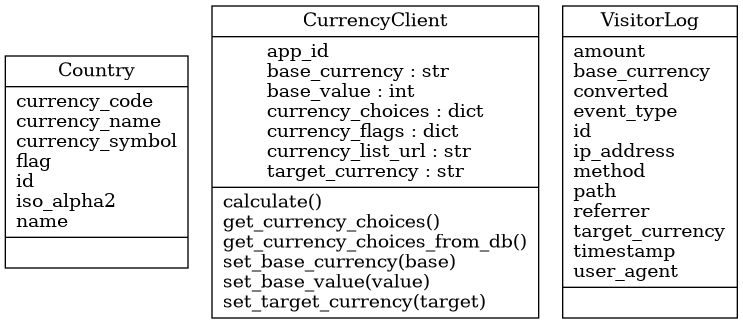 Country
currency_code
currency_name
currency_symbol
flag
id
iso_alpha2
name
CurrencyClient
app_id
base_currency : str
base_value : int
currency_choices : dict
currency_flags : dict
currency_list_url : str
target_currency : str
calculate()
get_currency_choices()
get_currency_choices_from_db()
set_base_currency(base)
set_base_value(value)
set_target_currency(target)
VisitorLog
amount
base_currency
converted
event_type
id
ip_address
method
path
referrer
target_currency
timestamp
user_agent